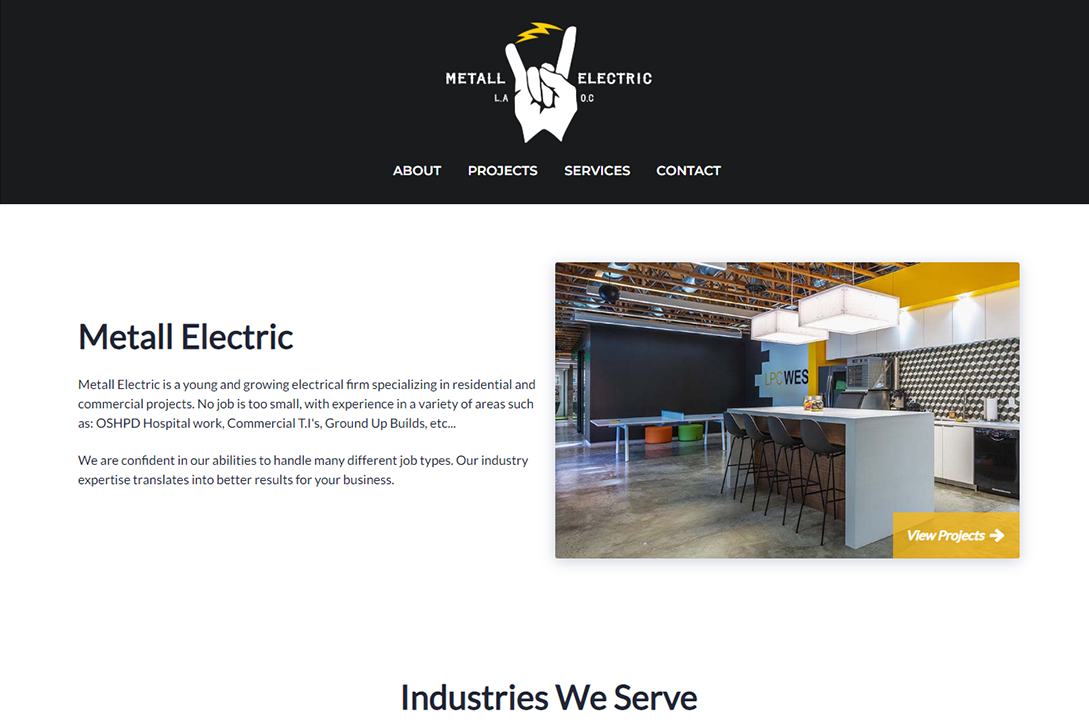 METALL ELECTRIC
L.A O.C
ABOUT PROJECTS SERVICES CONTACT
Metall Electric
Metall Electric is a young and growing electrical firm specializing in residential and
commercial projects. No job is too small, with experience in a variety of areas such
as: OSHPD Hospital work, Commercial T.I's, Ground Up Builds, etc...
We are confident in our abilities to handle many different job types. Our industry
expertise translates into better results for your business.
LPC WES
View Projects
Industries We Serve